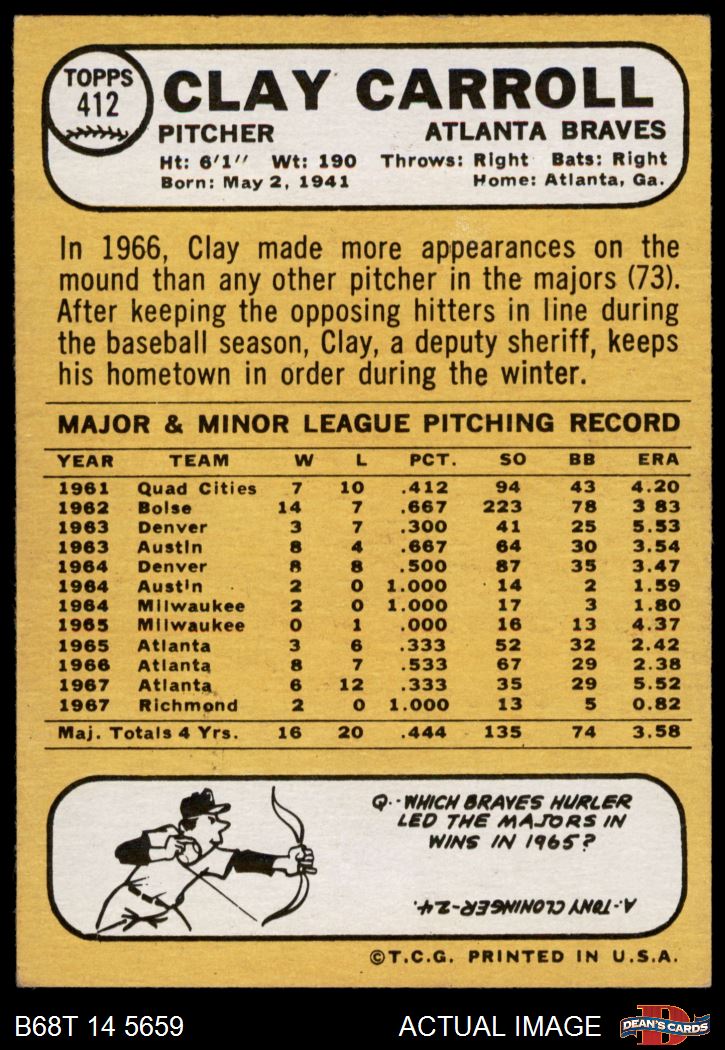 TOPPS
412
CLAY CARROLL
PITCHER ATLANTA BRAVES
Ht: 6'1'' Wt: 190 Throws: Right Bats: Right
Born: May 2, 1941 Home: Atlanta, Ga.
In 1966, Clay made more appearances on the
mound than any other pitcher in the majors (73).
After keeping the opposing hitters in line during
the baseball season, Clay, a deputy sheriff, keeps
his hometown in order during the winter.
MAJOR & MINOR LEAGUE PITCHING RECORD
YEAR TEAM W L PCT. SO BB ERA
1961 Quad Cities 7 10 .412 94 43 4.20
1962 Boise 14 7 .667 223 78 3 83
1963 Denver 3 7 .300 41 25 5.53
1963 Austin 8 4 .667 64 30 3.54
1964 Denver 8 8 .500 87 35 3.47
1964 Austin 2 0 1.000 14 2 1.59
1964 Milwaukee 2 0 1.000 17 3 1.80
1965 Milwaukee 0 1 .000 16 13 4.37
1965 Atlanta 3 6 .333 52 32 2.42
1966 Atlanta 8 7 .533 67 29 2.38
1967 Atlanta 6 12 .333 35 29 5.52
1967 Richmond 2 0 1.000 13 5 0.82
Maj. Totals 4 Yrs. 16 20 .444 135 74 3.58
Q.-WHICH BRAVES HURLER
LED THE MAJORS IN
WINS IN 1965?
A.-TONY CLONINGER-24.
©T.C.G. PRINTED IN U.S.A.
B68T 14 5659 ACTUAL IMAGE
D
DEAN'S CARDS